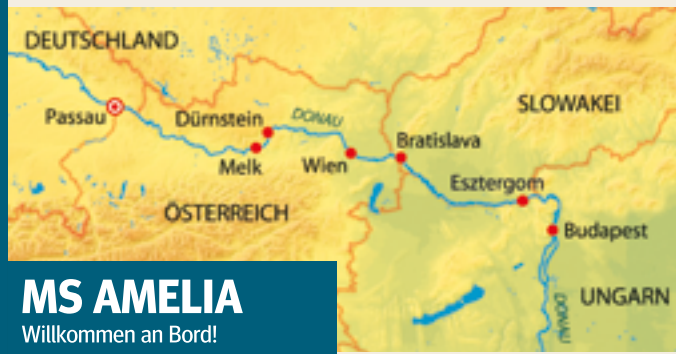 DEUTSCHLAND
SLOWAKEI
Passau
Dürnstein
DONAU
Melk
Wien
Bratislava
Esztergom
ÖSTERREICH
Budapest
UNGARN
DONAU
MS AMELIA
Willkommen an Bord!